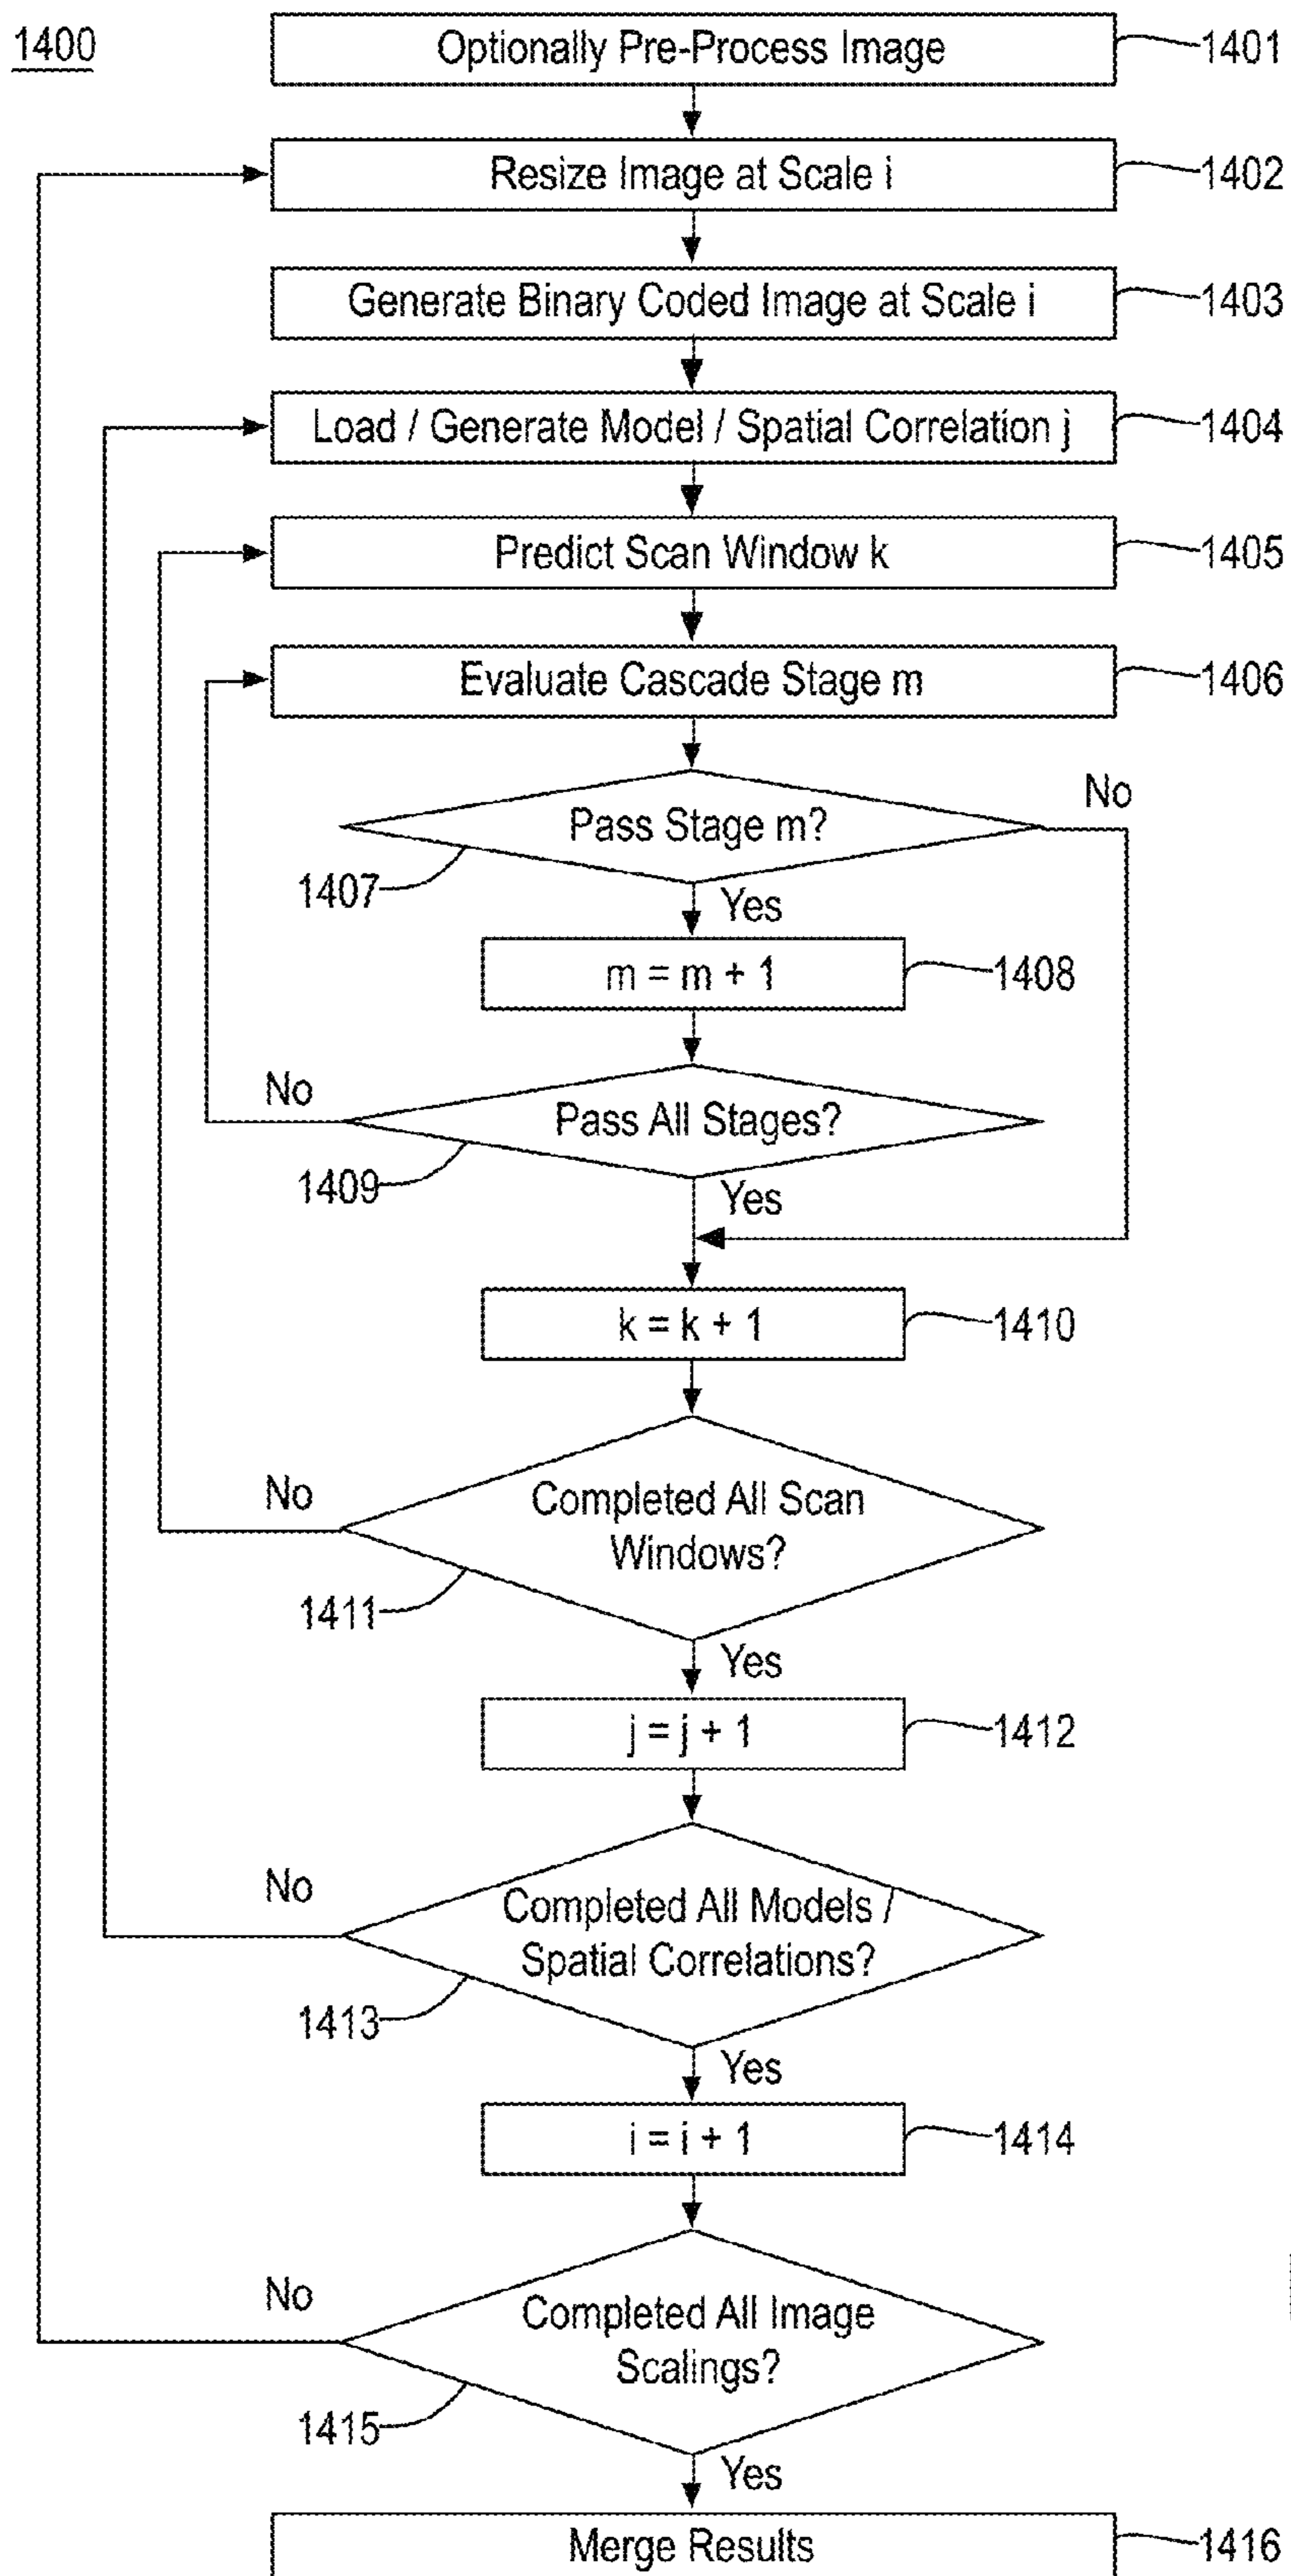 1400
Optionally Pre-Process Image
1401
Resize Image at Scale i
1402
Generate Binary Coded Image at Scale i
1403
Load / Generate Model / Spatial Correlation j
1404
Predict Scan Window k
1405
Evaluate Cascade Stage m
1406
No
Pass Stage m?
1407
Yes
m = m + 1
1408
No
Pass All Stages?
1409
Yes
k = k + 1
1410
No
Completed All Scan
Windows?
1411
Yes
j = j + 1
1412
No
Completed All Models /
Spatial Correlations?
1413
Yes
i = i + 1
1414
No
Completed All Image
Scalings?
1415
Yes
Merge Results
1416